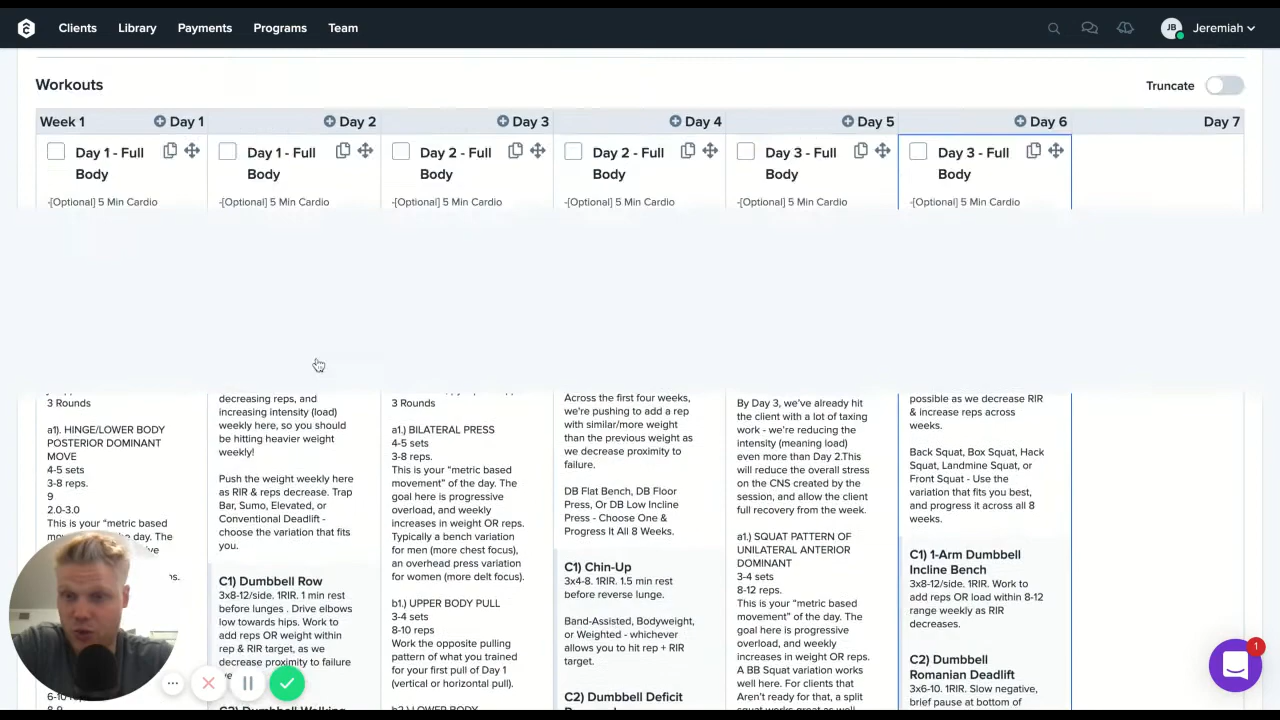 Clients Library Payments Programs Team JB Jeremiah
Workouts Truncate
Week 1 Day 1 Day 2 Day 3 Day 4 Day 5 Day 6 Day 7
Day 1 - Full
Body
-[Optional] 5 Min Cardio
3 Rounds
a1). HINGE/LOWER BODY
POSTERIOR DOMINANT
MOVE
4-5 sets
3-8 reps.
9
2.0-3.0
This is your “metric based
Day 1 - Full
Body
-[Optional] 5 Min Cardio
decreasing reps, and
increasing intensity (load)
weekly here, so you should
be hitting heavier weight
weekly!
Push the weight weekly here
as RIR & reps decrease. Trap
Bar, Sumo, Elevated, or
Conventional Deadlift -
choose the variation that fits
you.
C1) Dumbbell Row
3x8-12/side. 1RIR. 1 min rest
before lunges . Drive elbows
low towards hips. Work to
add reps OR weight within
rep & RIR target, as we
decrease proximity to failure
Day 2 - Full
Body
-[Optional] 5 Min Cardio
3 Rounds
a1.) BILATERAL PRESS
4-5 sets
3-8 reps.
This is your “metric based
movement” of the day. The
goal here is progressive
overload, and weekly
increases in weight OR reps.
Typically a bench variation
for men (more chest focus),
an overhead press variation
for women (more delt focus).
b1.) UPPER BODY PULL
3-4 sets
8-10 reps
Work the opposite pulling
pattern of what you trained
for your first pull of Day 1
(vertical or horizontal pull).
Day 2 - Full
Body
-[Optional] 5 Min Cardio
Across the first four weeks,
we're pushing to add a rep
with similar/more weight
than the previous weight as
we decrease proximity to
failure.
DB Flat Bench, DB Floor
Press, Or DB Low Incline
Press - Choose One &
Progress It All 8 Weeks.
C1) Chin-Up
3x4-8. 1RIR. 1.5 min rest
before reverse lunge.
Band-Assisted, Bodyweight,
or Weighted - whichever
allows you to hit rep + RIR
target.
C2) Dumbbell Deficit
Day 3 - Full
Body
-[Optional] 5 Min Cardio
By Day 3, we've already hit
the client with a lot of taxing
work - we're reducing the
intensity (meaning load)
even more than Day 2.This
will reduce the overall stress
on the CNS created by the
session, and allow the client
full recovery from the week.
a1.) SQUAT PATTERN OF
UNILATERAL ANTERIOR
DOMINANT
3-4 sets
8-12 reps.
This is your “metric based
movement” of the day. The
goal here is progressive
overload, and weekly
increases in weight OR reps.
A BB Squat variation works
well here. For clients that
Aren't ready for that, a split
Day 3 - Full
Body
-[Optional] 5 Min Cardio
possible as we decrease RIR
& increase reps across
weeks.
Back Squat, Box Squat, Hack
Squat, Landmine Squat, or
Front Squat - Use the
variation that fits you best,
and progress it across all 8
weeks.
C1) 1-Arm Dumbbell
Incline Bench
3x8-12/side. 1RIR. Work to
add reps OR load within 8-12
range weekly as RIR
decreases.
C2) Dumbbell
Romanian Deadlift
3x6-10. 1RIR. Slow negative,
brief pause at bottom of
1